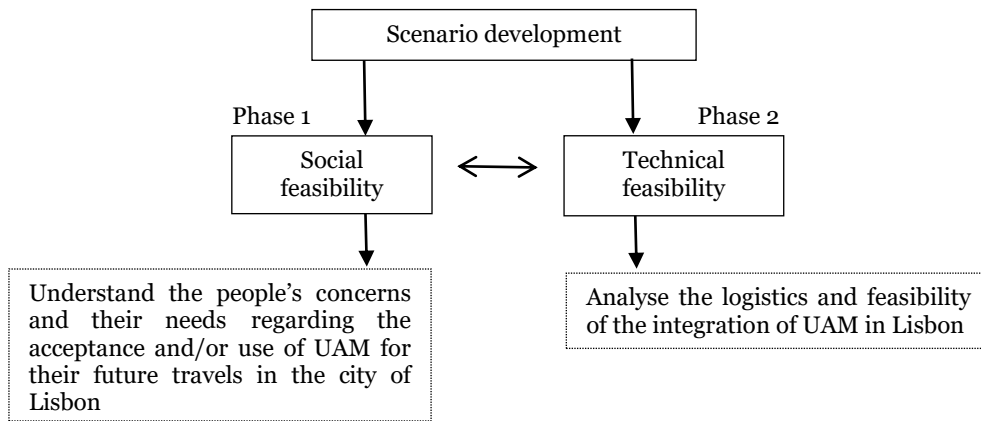 Scenario development
Phase 1
Phase 2
Social
feasibility
Technical
feasibility
Understand the people's concerns
and their needs regarding the
acceptance and/or use of UAM for
their future travels in the city of
Lisbon
Analyse the logistics and feasibility
of the integration of UAM in Lisbon